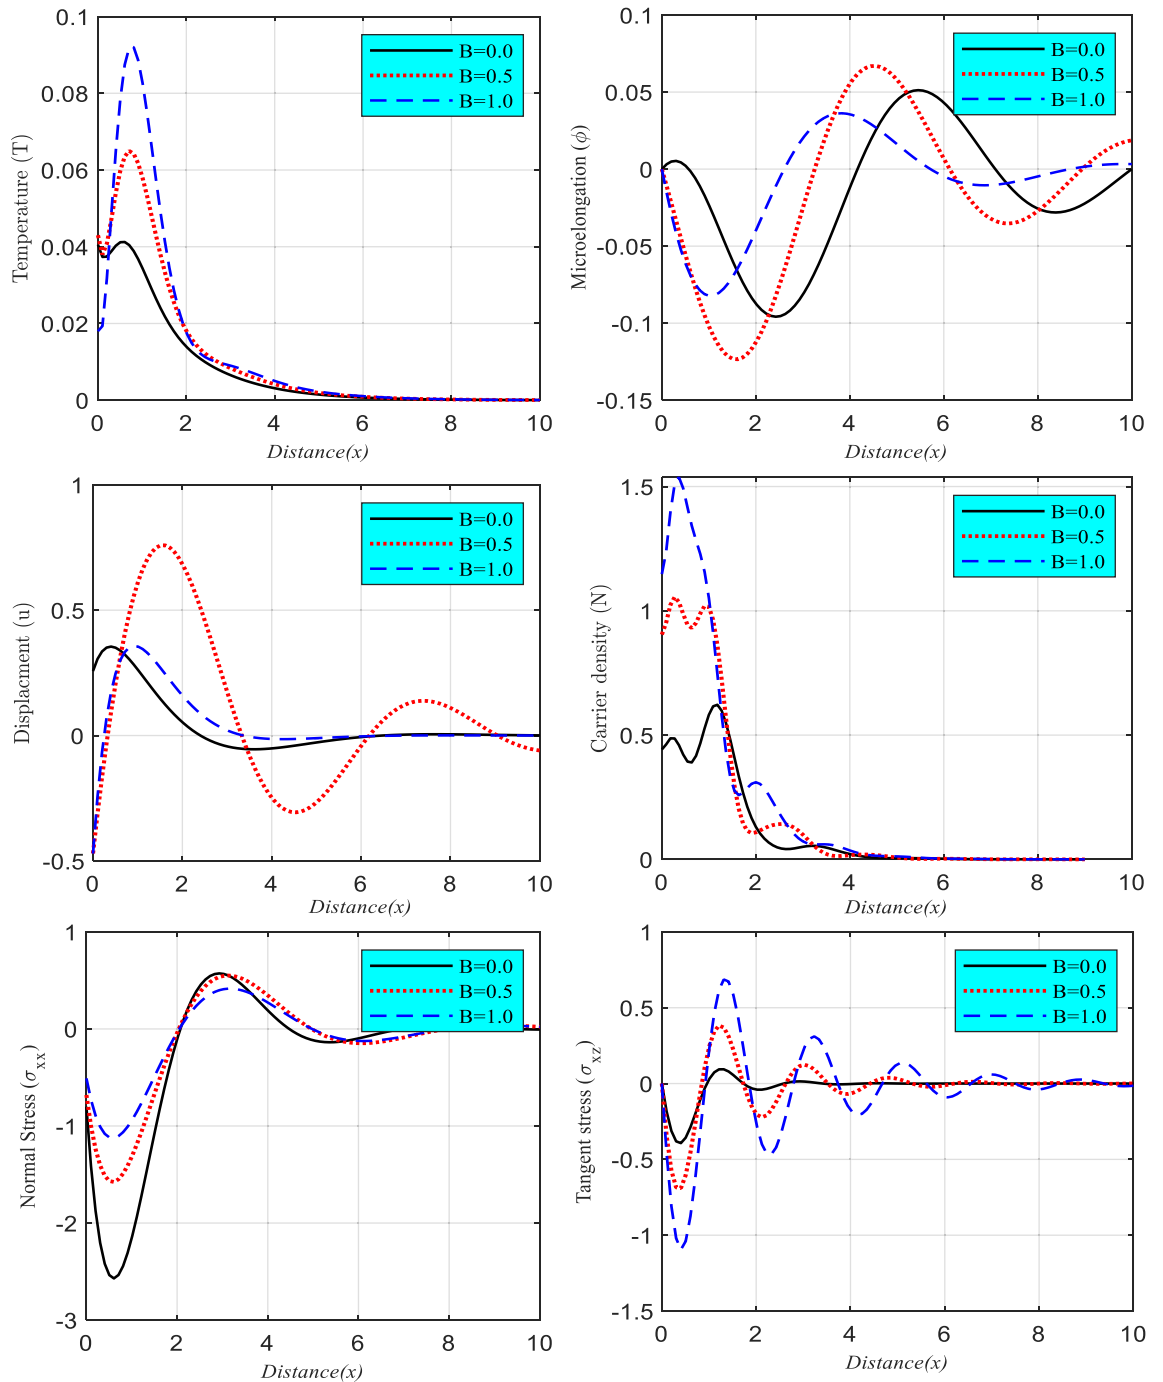 0.1
0.08
0.06
0.04
0.02
0
Temperature (T)
0 2 4 6 8 10
Distance(x)
B=0.0
B=0.5
B=1.0
0.1
0.05
0
-0.05
-0.1
-0.15
Microelongation (ϕ)
0 2 4 6 8 10
Distance(x)
B=0.0
B=0.5
B=1.0
1
0.5
0
-0.5
Displacment (u)
0 2 4 6 8 10
Distance(x)
B=0.0
B=0.5
B=1.0
1.5
1
0.5
0
Carrier density (N)
0 2 4 6 8 10
Distance(x)
B=0.0
B=0.5
B=1.0
1
0
-1
-2
-3
Normal Stress (σxx)
0 2 4 6 8 10
Distance(x)
B=0.0
B=0.5
B=1.0
1
0.5
0
-0.5
-1
-1.5
Tangent stress (σxz)
0 2 4 6 8 10
Distance(x)
B=0.0
B=0.5
B=1.0